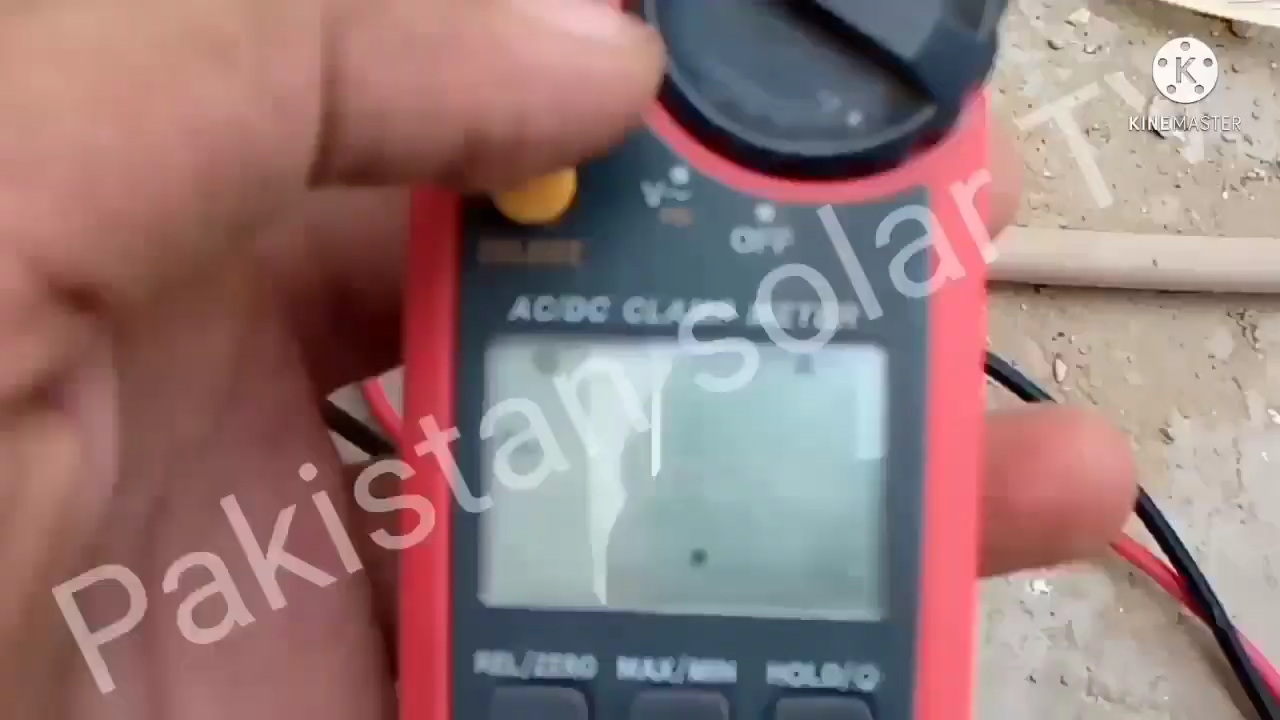 KINEMASTER
V~
OFF
AC/DC CLAMP METER
Pakistan solar TV
REL/ZERO MAX/MIN HOLD/